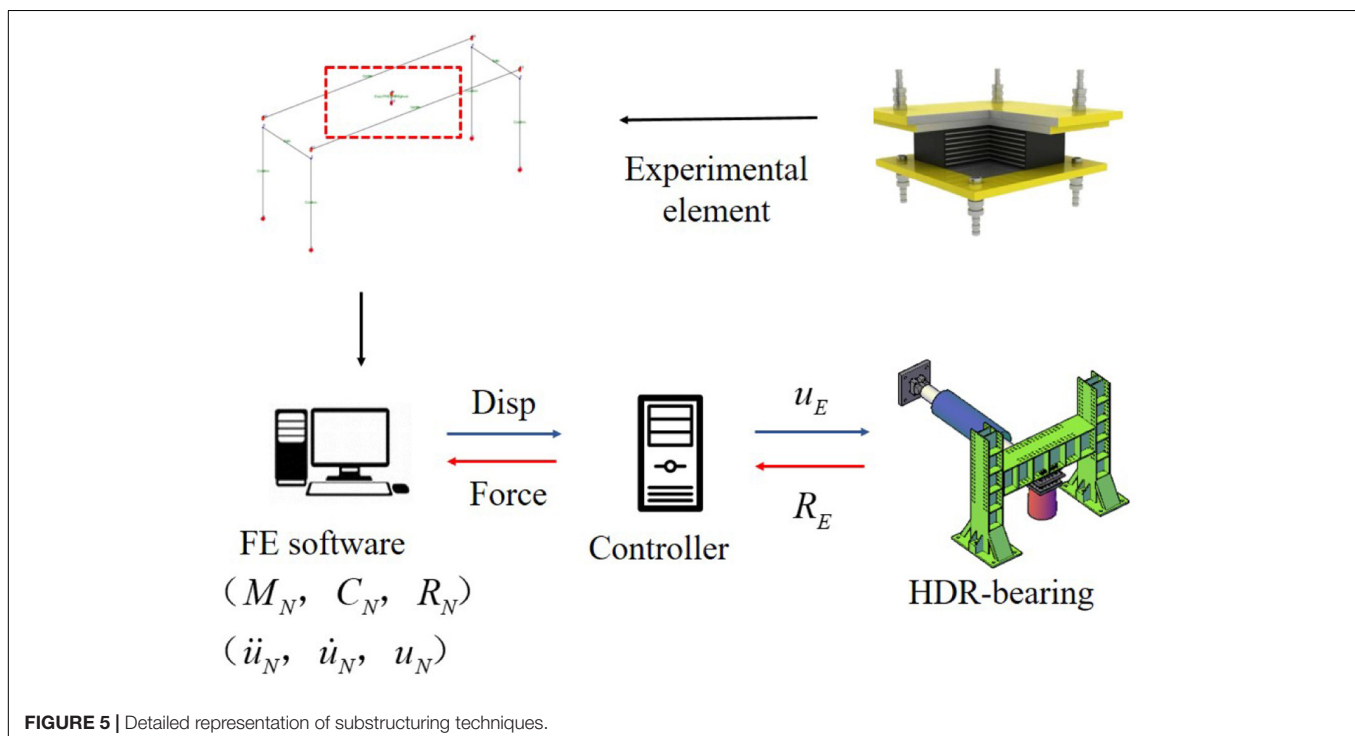 Experimental
element
Disp
Force
u_E
R_E
FE software
Controller
HDR-bearing
(M_N, C_N, R_N)
(ü_N, u̇_N, u_N)
FIGURE 5 | Detailed representation of substructuring techniques.